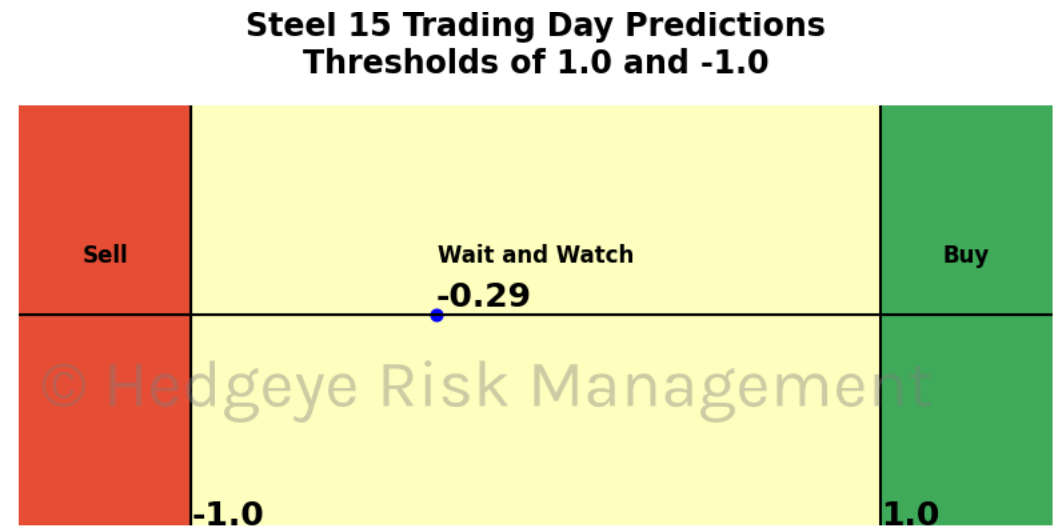 Steel 15 Trading Day Predictions
Thresholds of 1.0 and -1.0
Sell
Wait and Watch
Buy
-0.29
© Hedgeye Risk Management
-1.0
1.0